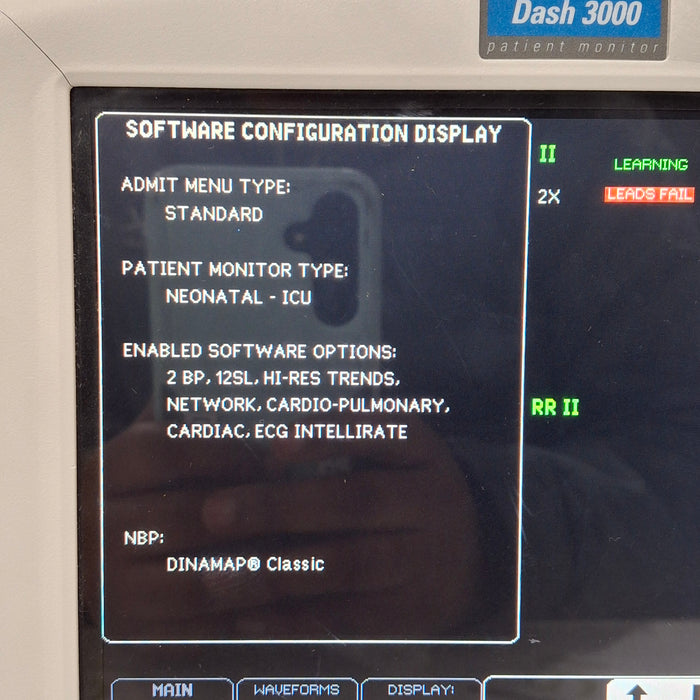 Dash 3000
patient monitor
SOFTWARE CONFIGURATION DISPLAY
ADMIT MENU TYPE:
STANDARD
PATIENT MONITOR TYPE:
NEONATAL - ICU
ENABLED SOFTWARE OPTIONS:
2 BP, 12SL, HI-RES TRENDS,
NETWORK, CARDIO-PULMONARY,
CARDIAC, ECG INTELLIRATE
NBP:
DINAMAP® Classic
II
LEARNING
2X
LEADS FAIL
RR II
MAIN
WAVEFORMS
DISPLAY: